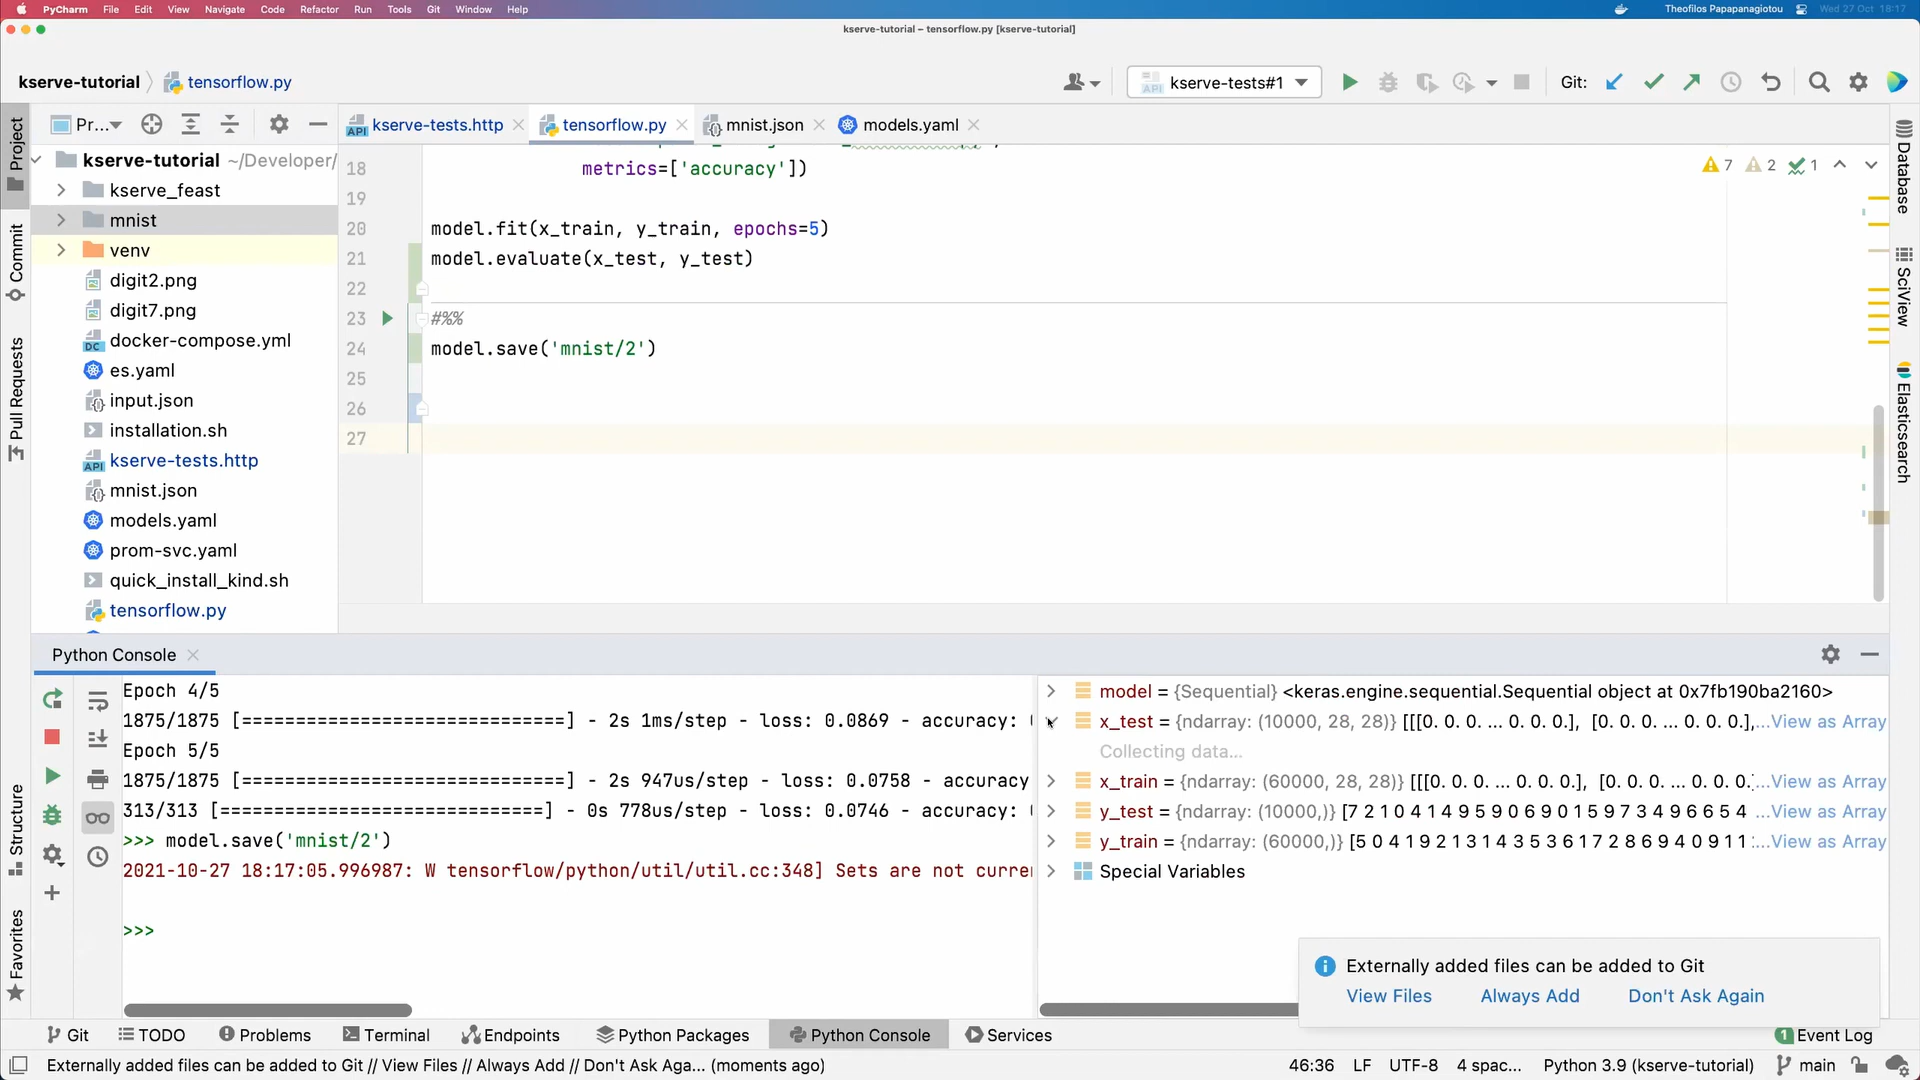 PyCharm File Edit View Navigate Code Refactor Run Tools Git Window Help Theofilos Papapanagiotou Wed 27 Oct 18:17
kserve-tutorial – tensorflow.py [kserve-tutorial]
kserve-tutorial tensorflow.py kserve-tests#1 Git:
Pr... kserve-tests.http tensorflow.py mnist.json models.yaml
Project
Commit
Pull Requests
Structure
Favorites
kserve-tutorial ~/Developer/
kserve_feast
mnist
venv
digit2.png
digit7.png
docker-compose.yml
es.yaml
input.json
installation.sh
kserve-tests.http
mnist.json
models.yaml
prom-svc.yaml
quick_install_kind.sh
tensorflow.py
18 metrics=['accuracy'])
19
20 model.fit(x_train, y_train, epochs=5)
21 model.evaluate(x_test, y_test)
22
23 #%%
24 model.save('mnist/2')
25
26
27
7 2 1
Database
SciView
Elasticsearch
Python Console
Epoch 4/5
1875/1875 [==============================] - 2s 1ms/step - loss: 0.0869 - accuracy:
Epoch 5/5
1875/1875 [==============================] - 2s 947us/step - loss: 0.0758 - accuracy
313/313 [==============================] - 0s 778us/step - loss: 0.0746 - accuracy:
>>> model.save('mnist/2')
2021-10-27 18:17:05.996987: W tensorflow/python/util/util.cc:348] Sets are not curre
>>>
model = {Sequential} <keras.engine.sequential.Sequential object at 0x7fb190ba2160>
x_test = {ndarray: (10000, 28, 28)} [[[0. 0. 0. ... 0. 0. 0.], [0. 0. 0. ... 0. 0. 0.],...View as Array
Collecting data...
x_train = {ndarray: (60000, 28, 28)} [[[0. 0. 0. ... 0. 0. 0.], [0. 0. 0. ... 0. 0. 0.]...View as Array
y_test = {ndarray: (10000,)} [7 2 1 0 4 1 4 9 5 9 0 6 9 0 1 5 9 7 3 4 9 6 6 5 4 ...View as Array
y_train = {ndarray: (60000,)} [5 0 4 1 9 2 1 3 1 4 3 5 3 6 1 7 2 8 6 9 4 0 9 1 1 ...View as Array
Special Variables
Externally added files can be added to Git
View Files Always Add Don't Ask Again
Git TODO Problems Terminal Endpoints Python Packages Python Console Services 1 Event Log
Externally added files can be added to Git // View Files // Always Add // Don't Ask Aga... (moments ago) 46:36 LF UTF-8 4 spac... Python 3.9 (kserve-tutorial) main